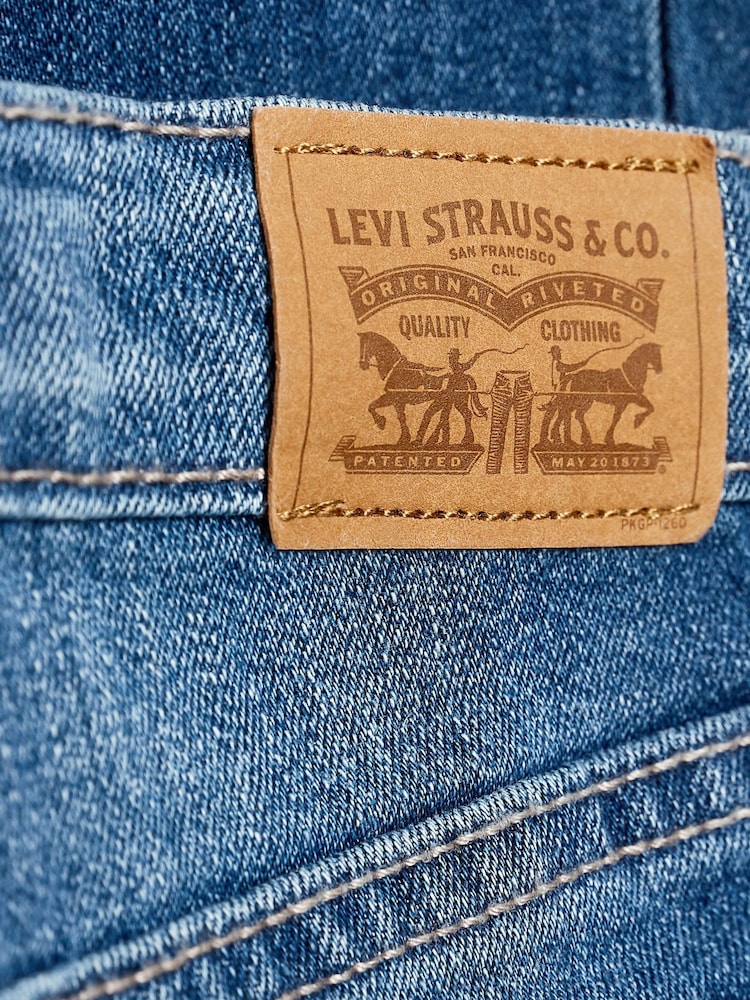 LEVI STRAUSS & CO.
SAN FRANCISCO
CAL.
ORIGINAL RIVETED
QUALITY CLOTHING
PATENTED MAY 20 1873
®